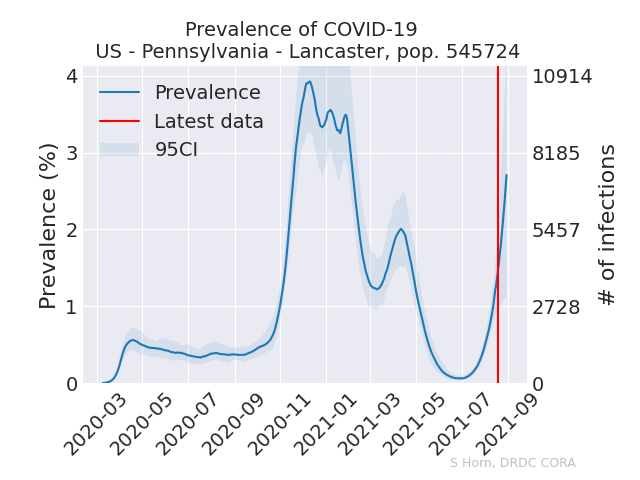 Prevalence of COVID-19
US - Pennsylvania - Lancaster, pop. 545724
Prevalence
Latest data
95CI
Prevalence (%)
4
3
2
1
0
10914
8185
5457
2728
0
# of infections
2020-03
2020-05
2020-07
2020-09
2020-11
2021-01
2021-03
2021-05
2021-07
2021-09
S Horn, DRDC CORA